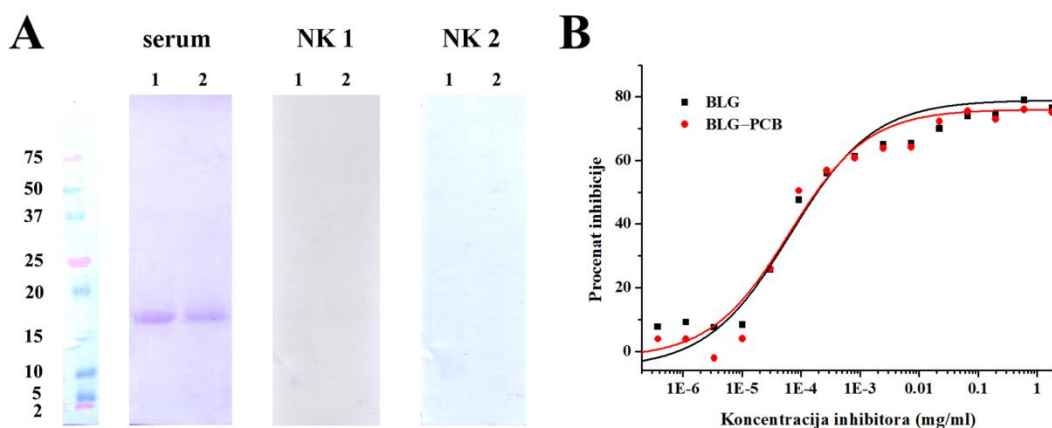 A
serum
NK 1
NK 2
1 2
1 2
1 2
75
50
37
25
20
15
10
5
2
B
BLG
BLG−PCB
Procenat inhibicije
80
60
40
20
0
1E-6 1E-5 1E-4 1E-3 0.01 0.1 1
Koncentracija inhibitora (mg/ml)